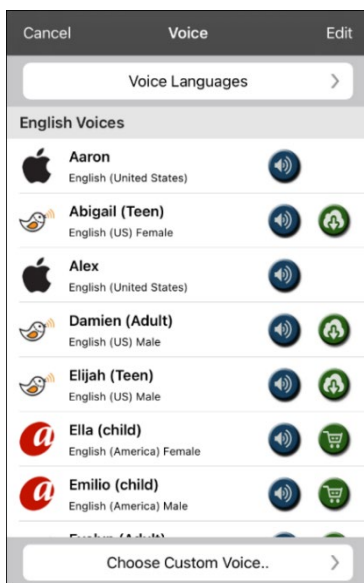 Cancel Voice Edit
Voice Languages
English Voices
Aaron
English (United States)
Abigail (Teen)
English (US) Female
Alex
English (United States)
Damien (Adult)
English (US) Male
Elijah (Teen)
English (US) Male
Ella (child)
English (America) Female
Emilio (child)
English (America) Male
Evelyn (Adult)
Choose Custom Voice..